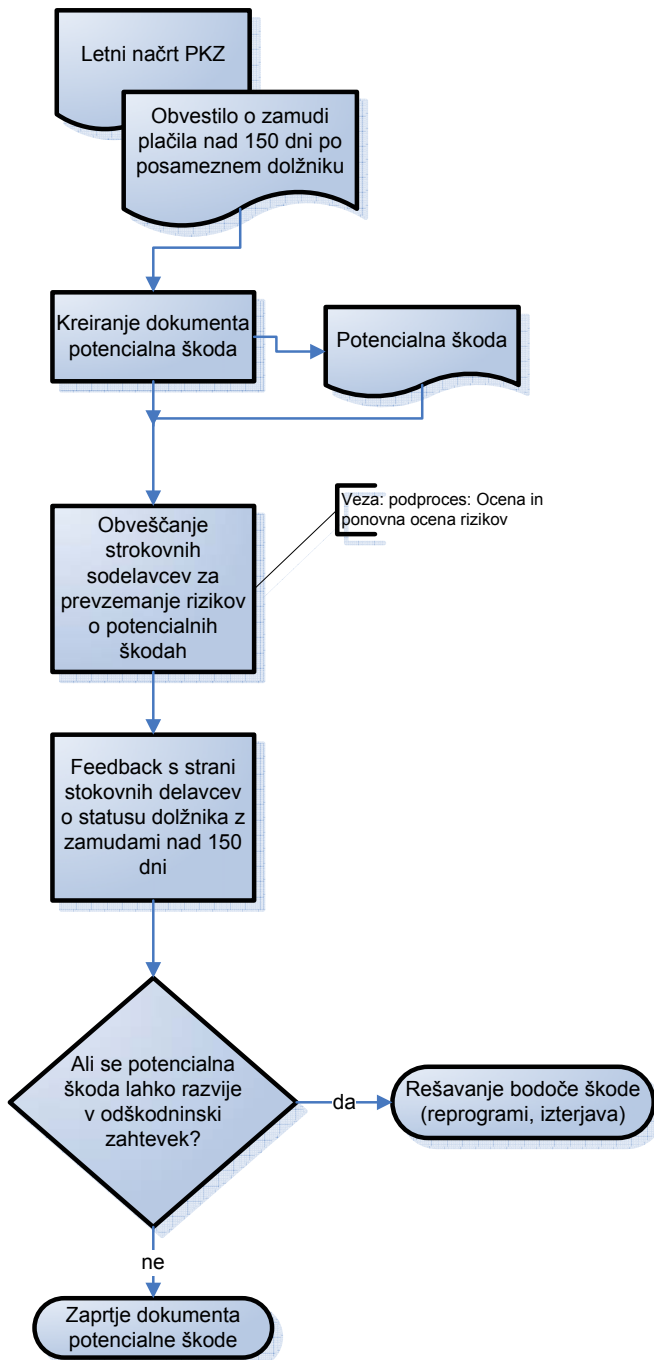 Letni načrt PKZ
Obvestilo o zamudi
plačila nad 150 dni po
posameznem dolžniku
Kreiranje dokumenta
potencialna škoda
Potencialna škoda
Veza: podproces: Ocena in
ponovna ocena rizikov
Obveščanje
strokovnih
sodelavcev za
prevzemanje rizikov
o potencialnih
škodah
Feedback s strani
stokovnih delavcev
o statusu dolžnika z
zamudami nad 150
dni
Ali se potencialna
škoda lahko razvije
v odškodninski
zahtevek?
da
Rešavanje bodoče škode
(reprogrami, izterjava)
ne
Zaprtje dokumenta
potencialne škode